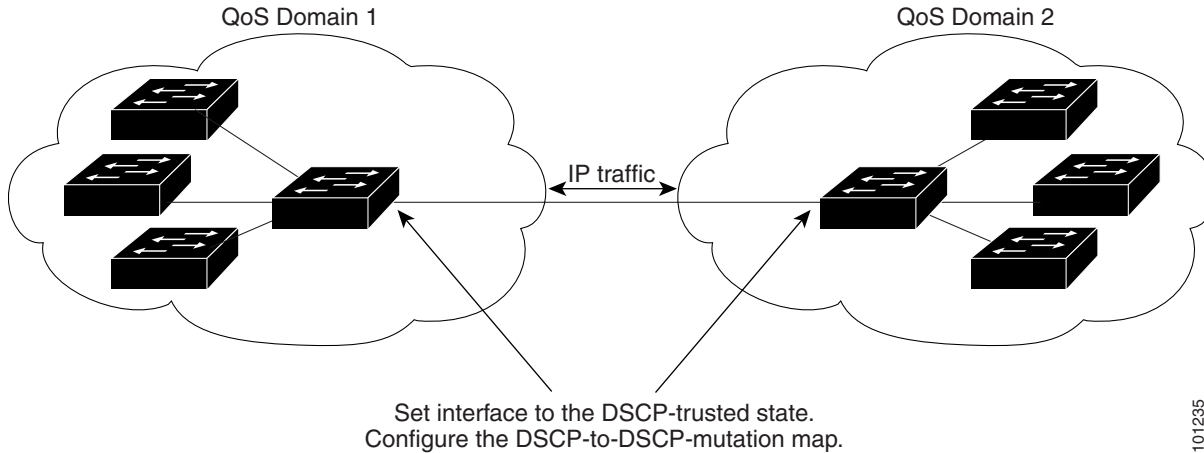 QoS Domain 1
QoS Domain 2
IP traffic
Set interface to the DSCP-trusted state.
Configure the DSCP-to-DSCP-mutation map.
101235